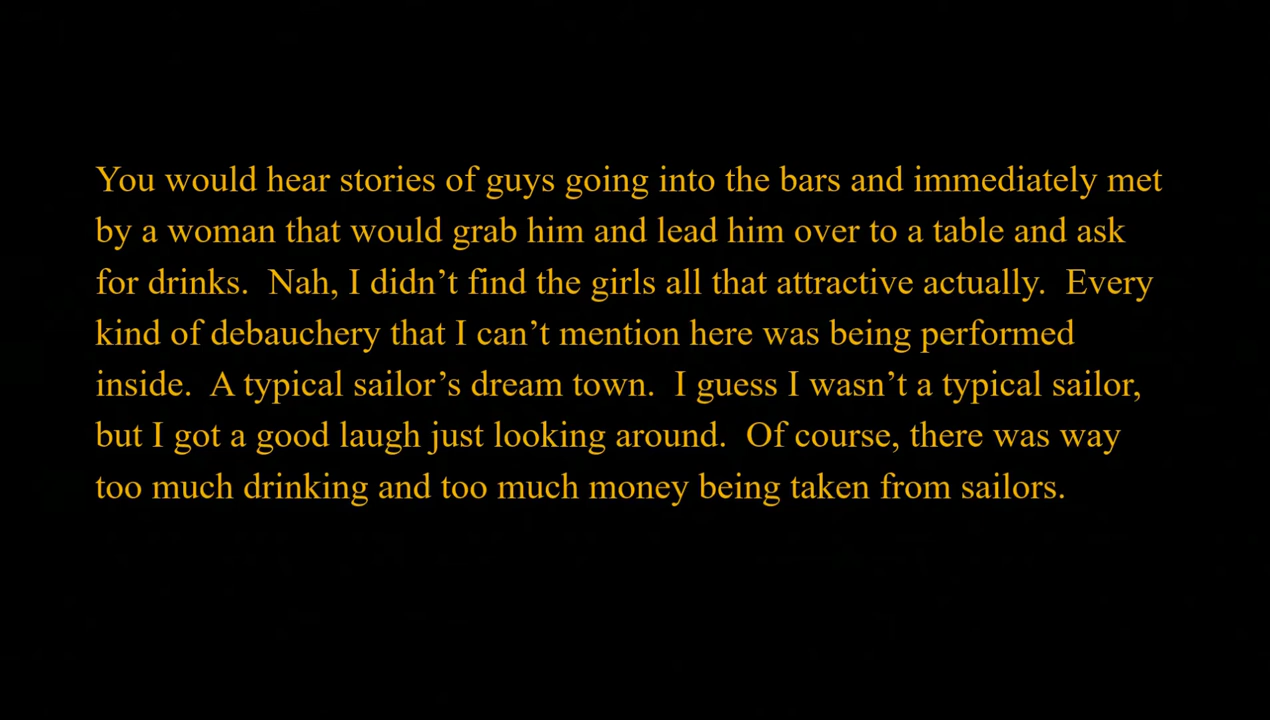 You would hear stories of guys going into the bars and immediately met
by a woman that would grab him and lead him over to a table and ask
for drinks.  Nah, I didn’t find the girls all that attractive actually.  Every
kind of debauchery that I can’t mention here was being performed
inside.  A typical sailor’s dream town.  I guess I wasn’t a typical sailor,
but I got a good laugh just looking around.  Of course, there was way
too much drinking and too much money being taken from sailors.